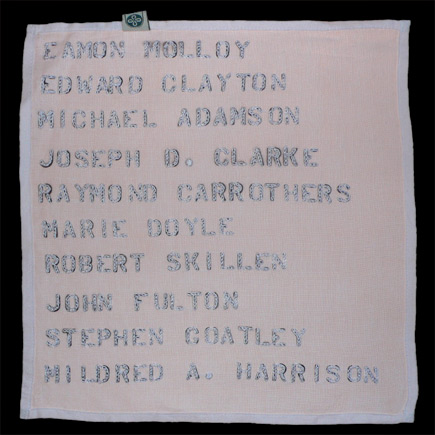 EAMON MOLLOY
EDWARD CLAYTON
MICHAEL ADAMSON
JOSEPH D. CLARKE
RAYMOND CARROTHERS
MARIE DOYLE
ROBERT SKILLEN
JOHN FULTON
STEPHEN GOATLEY
MILDRED A. HARRISON